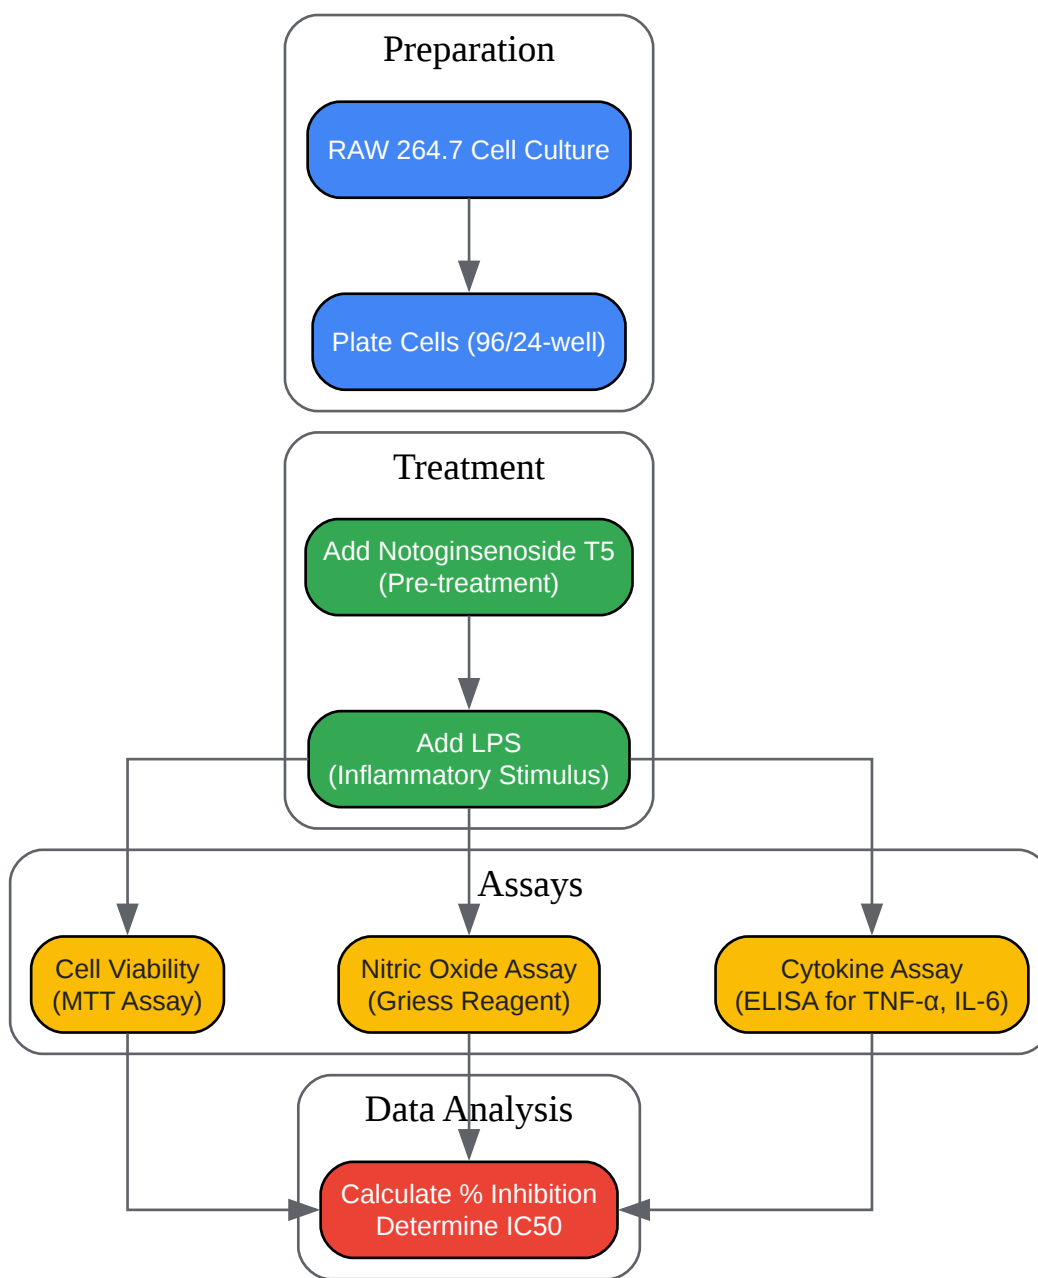 Preparation
RAW 264.7 Cell Culture
Plate Cells (96/24-well)
Treatment
Add Notoginsenoside T5
(Pre-treatment)
Add LPS
(Inflammatory Stimulus)
Assays
Cell Viability
(MTT Assay)
Nitric Oxide Assay
(Griess Reagent)
Cytokine Assay
(ELISA for TNF-α, IL-6)
Data Analysis
Calculate % Inhibition
Determine IC50